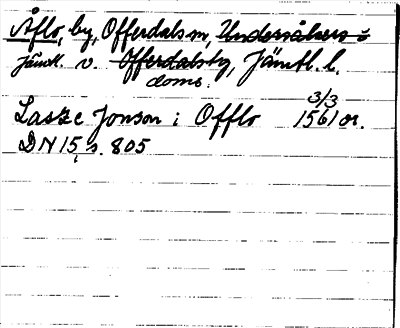 Åflo, by, Offerdals sn, Undersåkers
Jämtl. v. Offerdals tg, Jämtl. l.
doms.
3/3
Lasse Jonson i Offlo 1561 or.
DN 15, s. 805